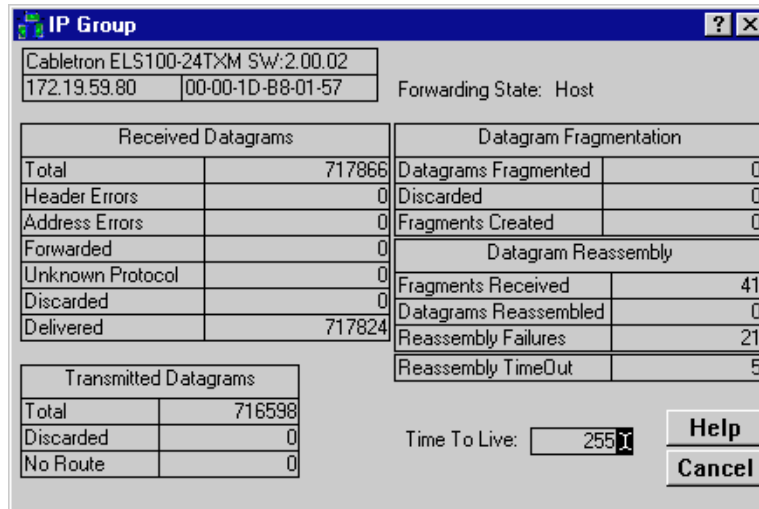 IP Group
Cabletron ELS100-24TXM SW:2.00.02
172.19.59.80 00-00-1D-B8-01-57
Forwarding State: Host
Received Datagrams
Total 717866
Header Errors 0
Address Errors 0
Forwarded 0
Unknown Protocol 0
Discarded 0
Delivered 717824
Transmitted Datagrams
Total 716598
Discarded 0
No Route 0
Datagram Fragmentation
Datagrams Fragmented 0
Discarded 0
Fragments Created 0
Datagram Reassembly
Fragments Received 41
Datagrams Reassembled 0
Reassembly Failures 21
Reassembly TimeOut 5
Time To Live: 255
Help
Cancel